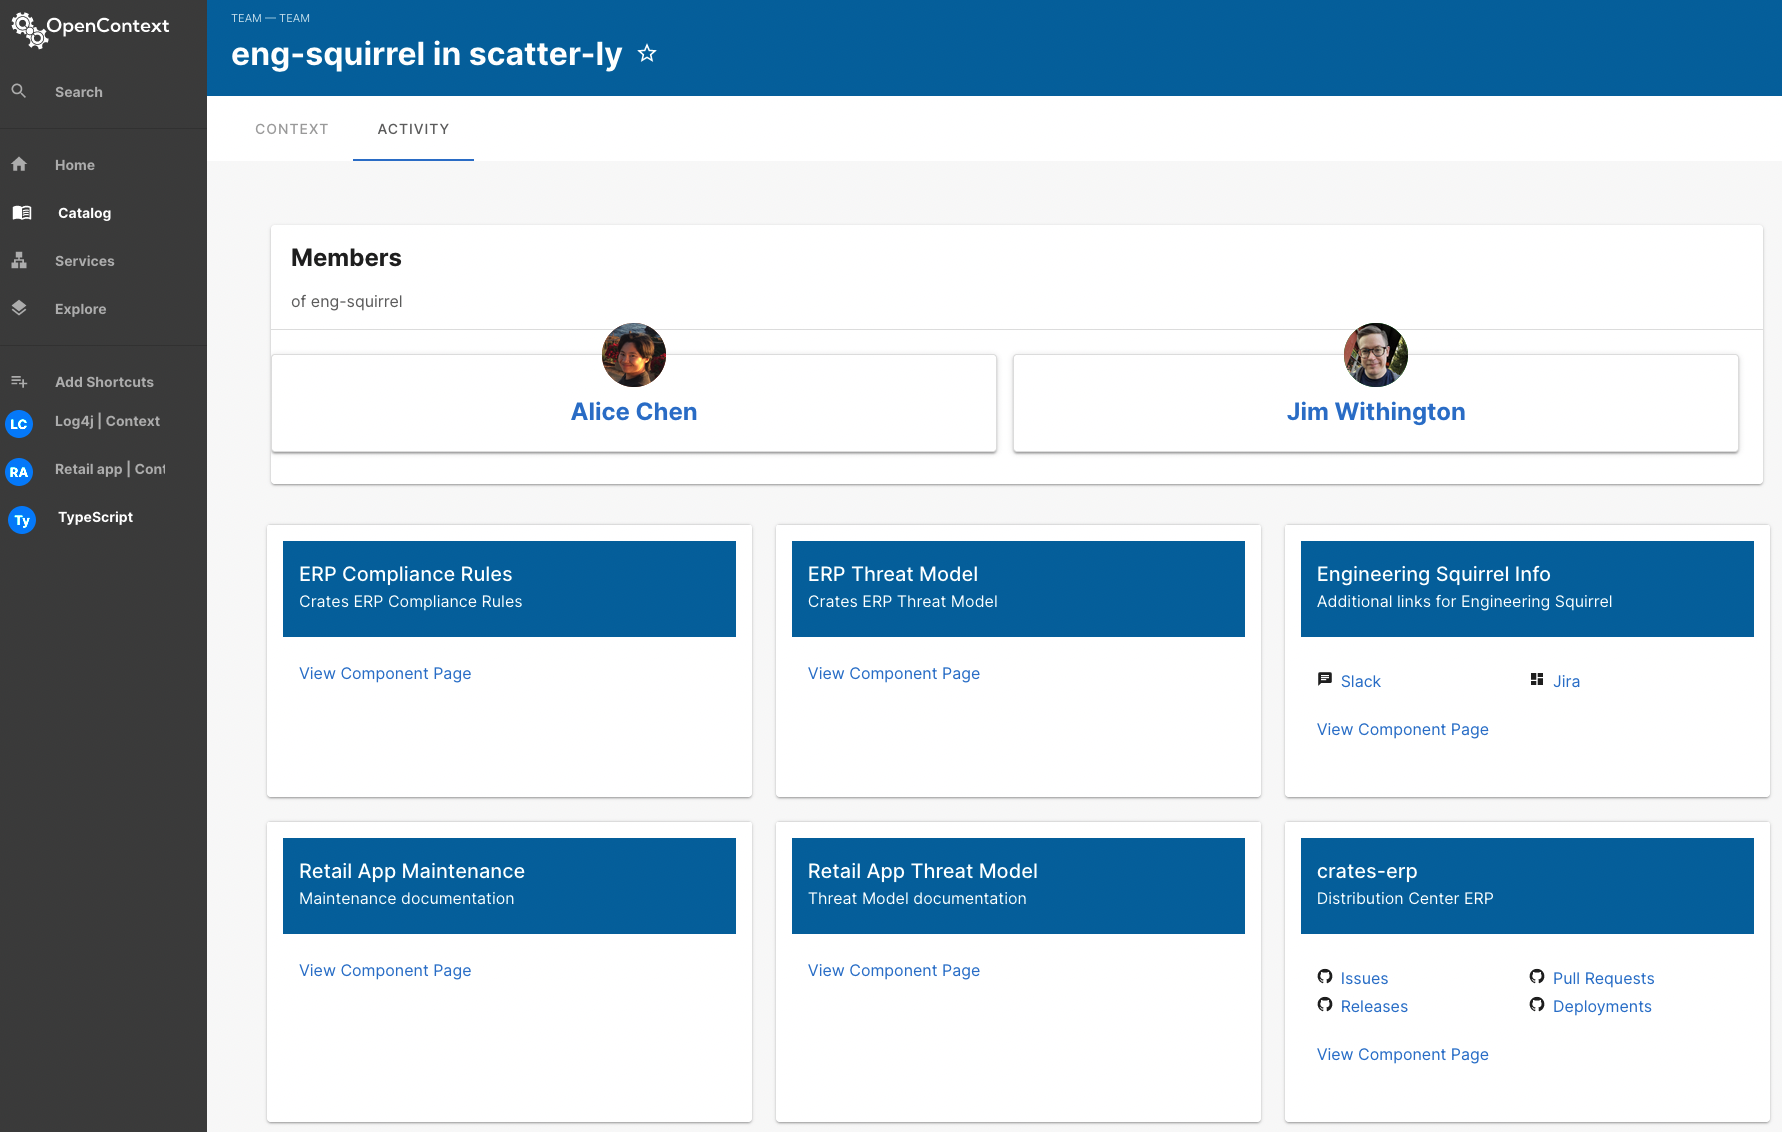 OpenContext
Search
Home
Catalog
Services
Explore
Add Shortcuts
LC Log4j | Context
RA Retail app | Cont
Ty TypeScript
TEAM — TEAM
eng-squirrel in scatter-ly
CONTEXT ACTIVITY
Members
of eng-squirrel
Alice Chen Jim Withington
ERP Compliance Rules
Crates ERP Compliance Rules
View Component Page
ERP Threat Model
Crates ERP Threat Model
View Component Page
Engineering Squirrel Info
Additional links for Engineering Squirrel
Slack Jira
View Component Page
Retail App Maintenance
Maintenance documentation
View Component Page
Retail App Threat Model
Threat Model documentation
View Component Page
crates-erp
Distribution Center ERP
Issues Pull Requests
Releases Deployments
View Component Page